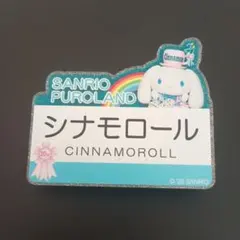 SANRIO
PUROLAND
シナモロール
CINNAMOROLL